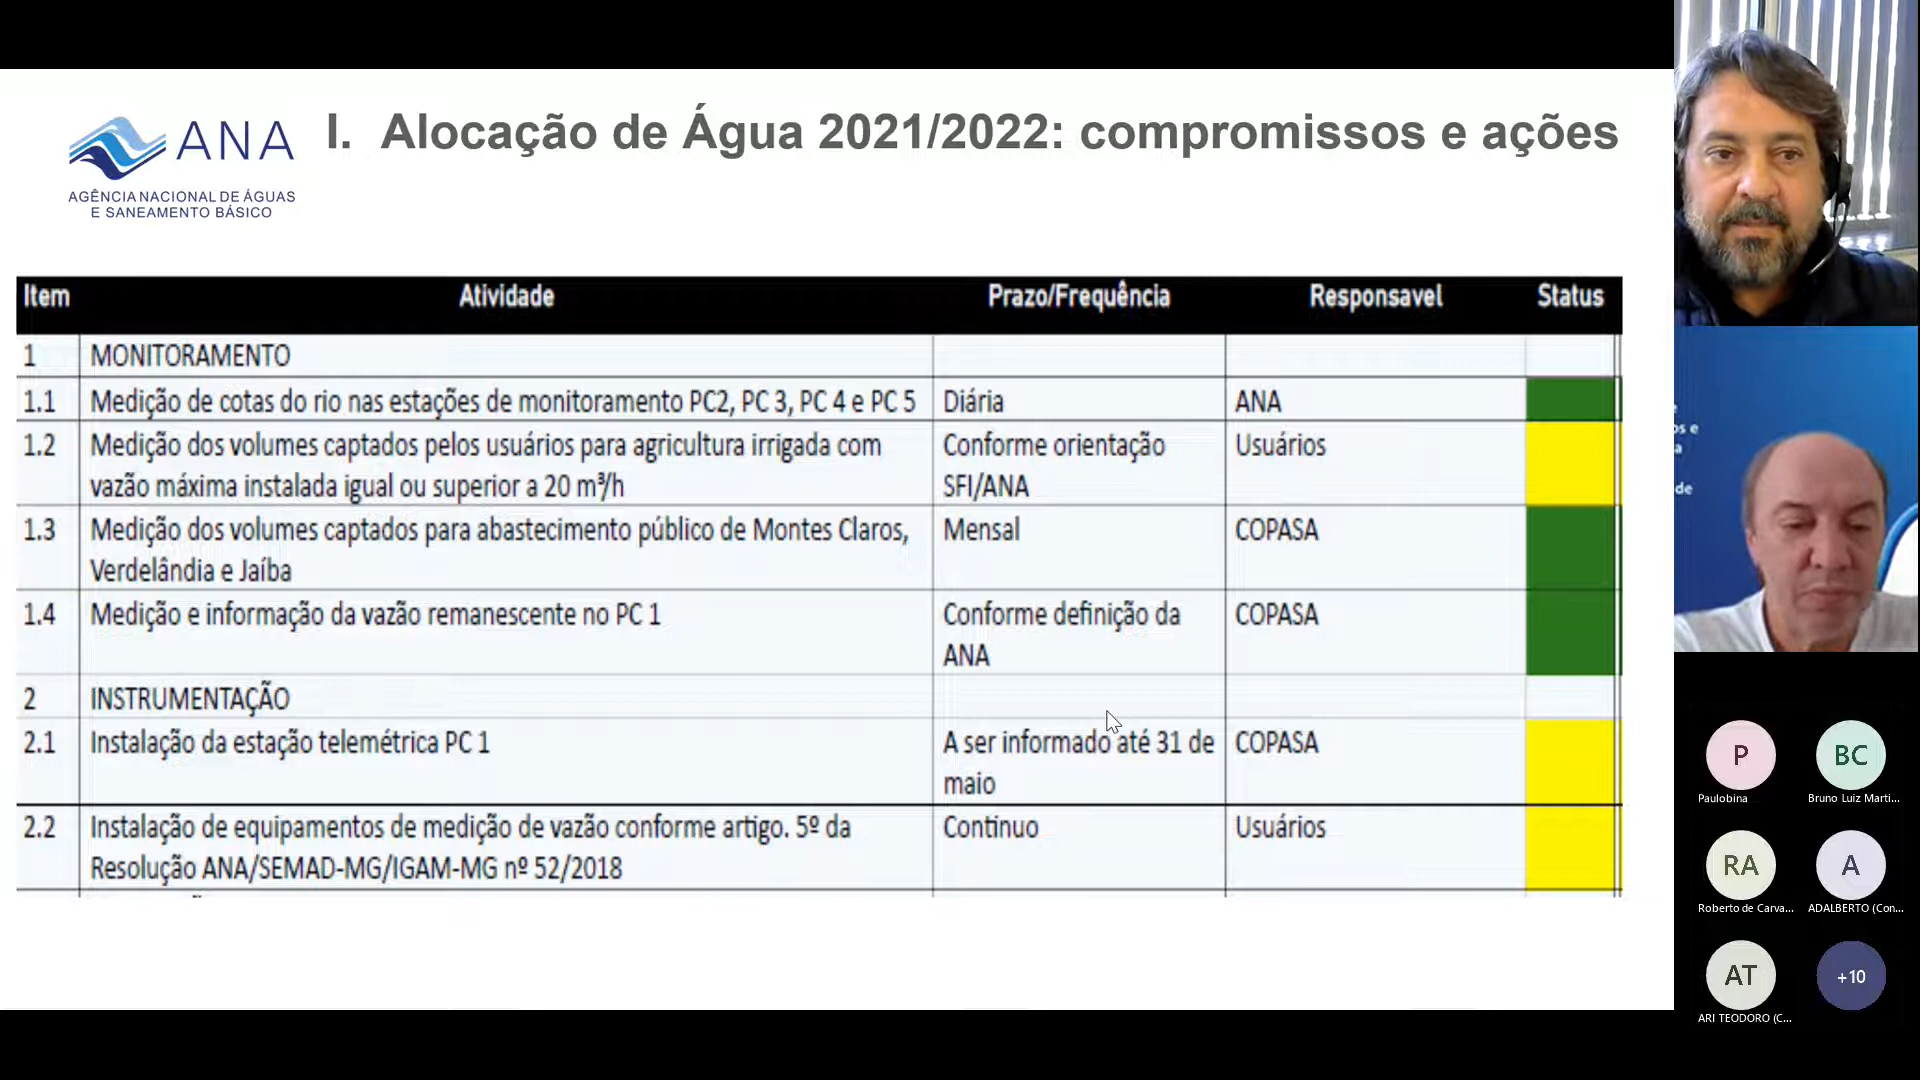 ANA
AGÊNCIA NACIONAL DE ÁGUAS
E SANEAMENTO BÁSICO
I. Alocação de Água 2021/2022: compromissos e ações
Item Atividade Prazo/Frequência Responsavel Status
1 MONITORAMENTO
1.1 Medição de cotas do rio nas estações de monitoramento PC2, PC 3, PC 4 e PC 5 Diária ANA
1.2 Medição dos volumes captados pelos usuários para agricultura irrigada com Conforme orientação Usuários
vazão máxima instalada igual ou superior a 20 m³/h SFI/ANA
1.3 Medição dos volumes captados para abastecimento público de Montes Claros, Mensal COPASA
Verdelândia e Jaíba
1.4 Medição e informação da vazão remanescente no PC 1 Conforme definição da COPASA
ANA
2 INSTRUMENTAÇÃO
2.1 Instalação da estação telemétrica PC 1 A ser informado até 31 de COPASA
maio
2.2 Instalação de equipamentos de medição de vazão conforme artigo. 5º da Contínuo Usuários
Resolução ANA/SEMAD-MG/IGAM-MG nº 52/2018
os e
a
de
P BC
Paulobina Bruno Luiz Marti...
RA A
Roberto de Carva... ADALBERTO (Con...
AT +10
ARI TEODORO (C...